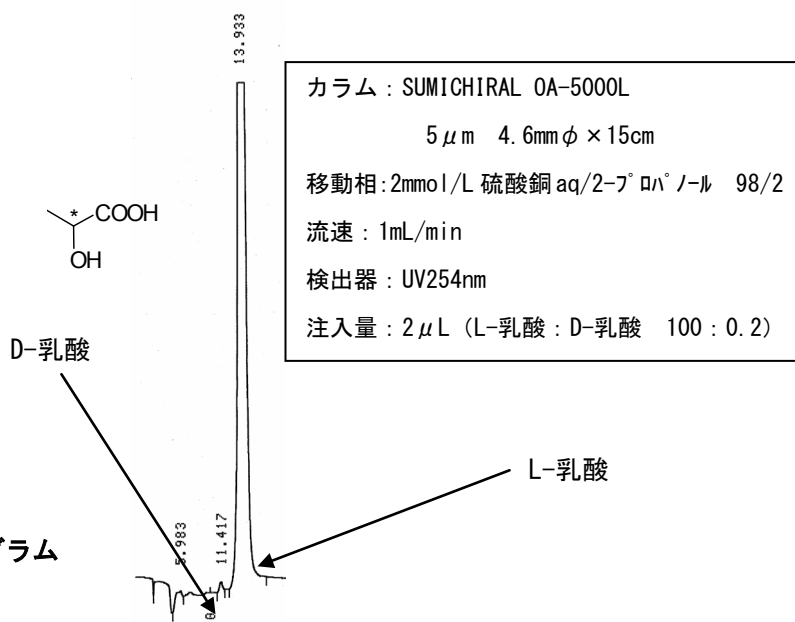 13.933
カラム：SUMICHIRAL OA-5000L
5μm 4.6mmφ×15cm
移動相：2mmol/L 硫酸銅aq/2-ﾌﾟﾛﾊﾟﾉｰﾙ 98/2
流速：1mL/min
検出器：UV254nm
注入量：2μL（L-乳酸：D-乳酸 100：0.2）
* COOH
OH
D-乳酸
L-乳酸
5.983
11.417
ラム